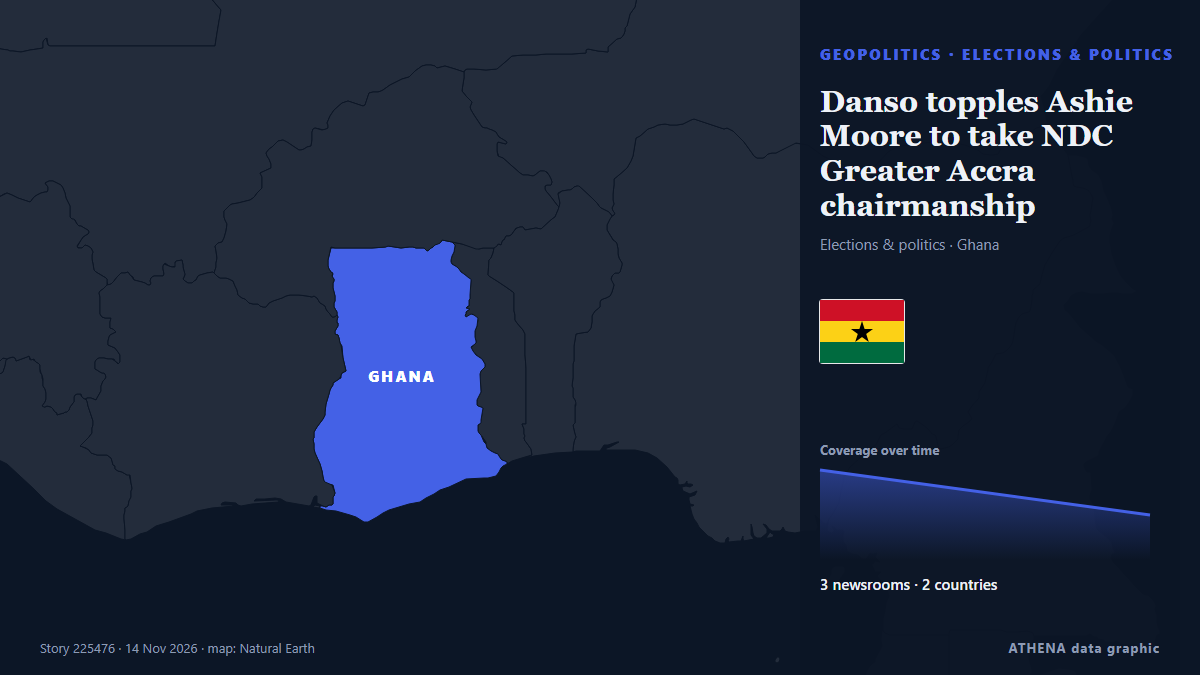 GEOPOLITICS · ELECTIONS & POLITICS
Danso topples Ashie
Moore to take NDC
Greater Accra
chairmanship
Elections & politics · Ghana
GHANA
Coverage over time
3 newsrooms · 2 countries
Story 225476 · 14 Nov 2026 · map: Natural Earth
ATHENA data graphic